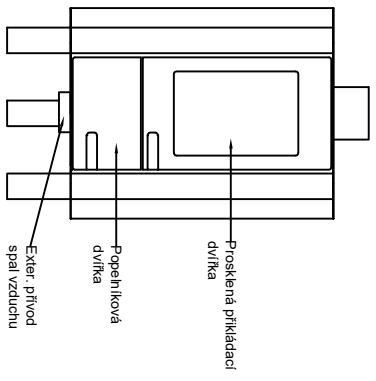 Prosklená přikládací
dvířka
Popelníková
dvířka
Exter. přívod
spal vzduchu